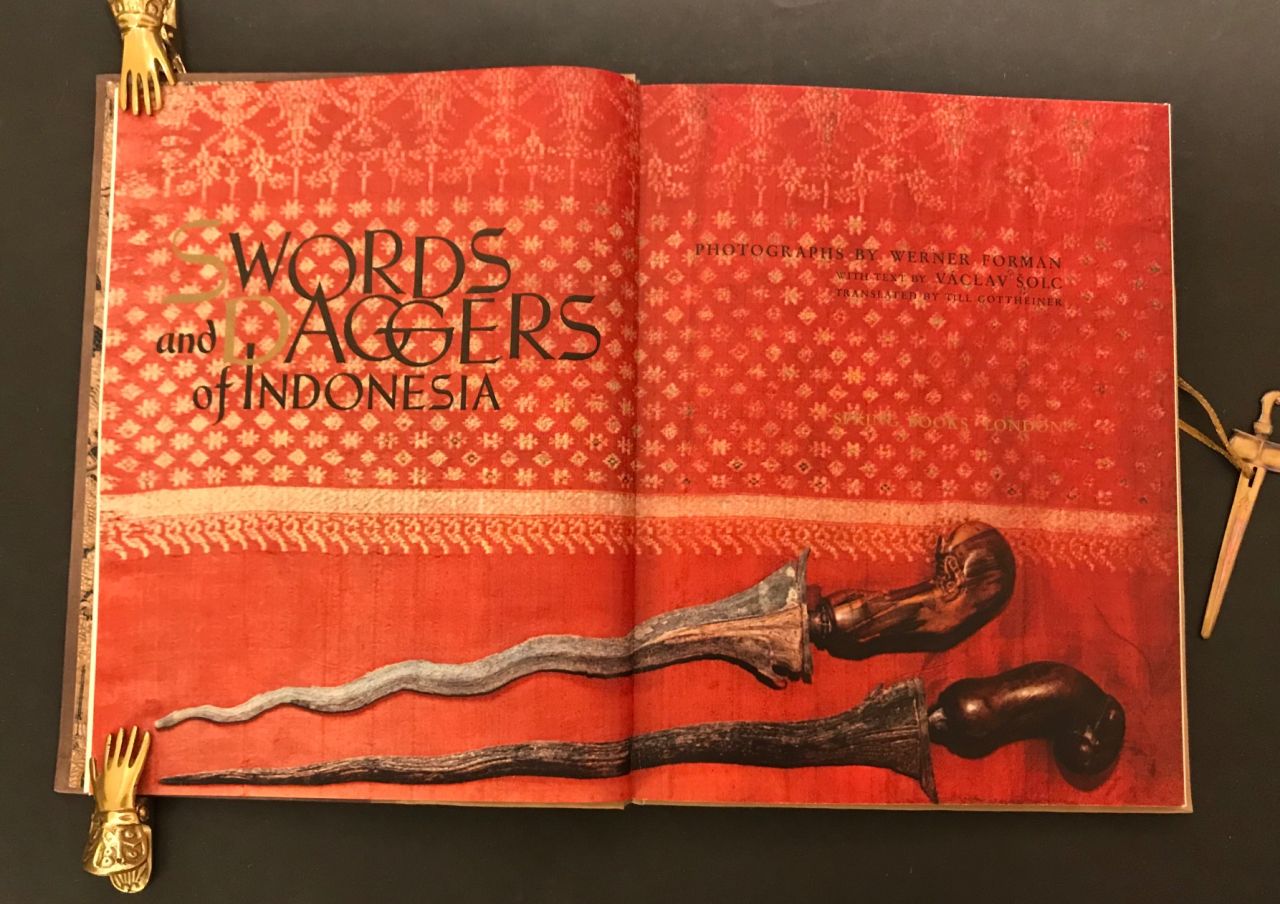 SWORDS
and DAGGERS
of INDONESIA
PHOTOGRAPHS BY WERNER FORMAN
WITH TEXT BY VÁCLAV ŠOLC
TRANSLATED BY TILL GOTTHEINER
SPRING BOOKS · LONDON